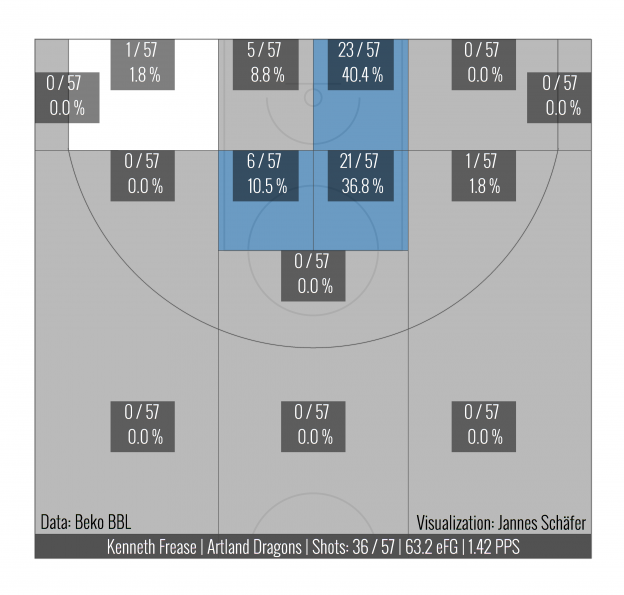 1 / 57
1.8 %
5 / 57
8.8 %
23 / 57
40.4 %
0 / 57
0.0 %
0 / 57
0.0 %
0 / 57
0.0 %
0 / 57
0.0 %
6 / 57
10.5 %
21 / 57
36.8 %
1 / 57
1.8 %
0 / 57
0.0 %
0 / 57
0.0 %
0 / 57
0.0 %
0 / 57
0.0 %
Data: Beko BBL
Visualization: Jannes Schäfer
Kenneth Frease | Artland Dragons | Shots: 36 / 57 | 63.2 eFG | 1.42 PPS